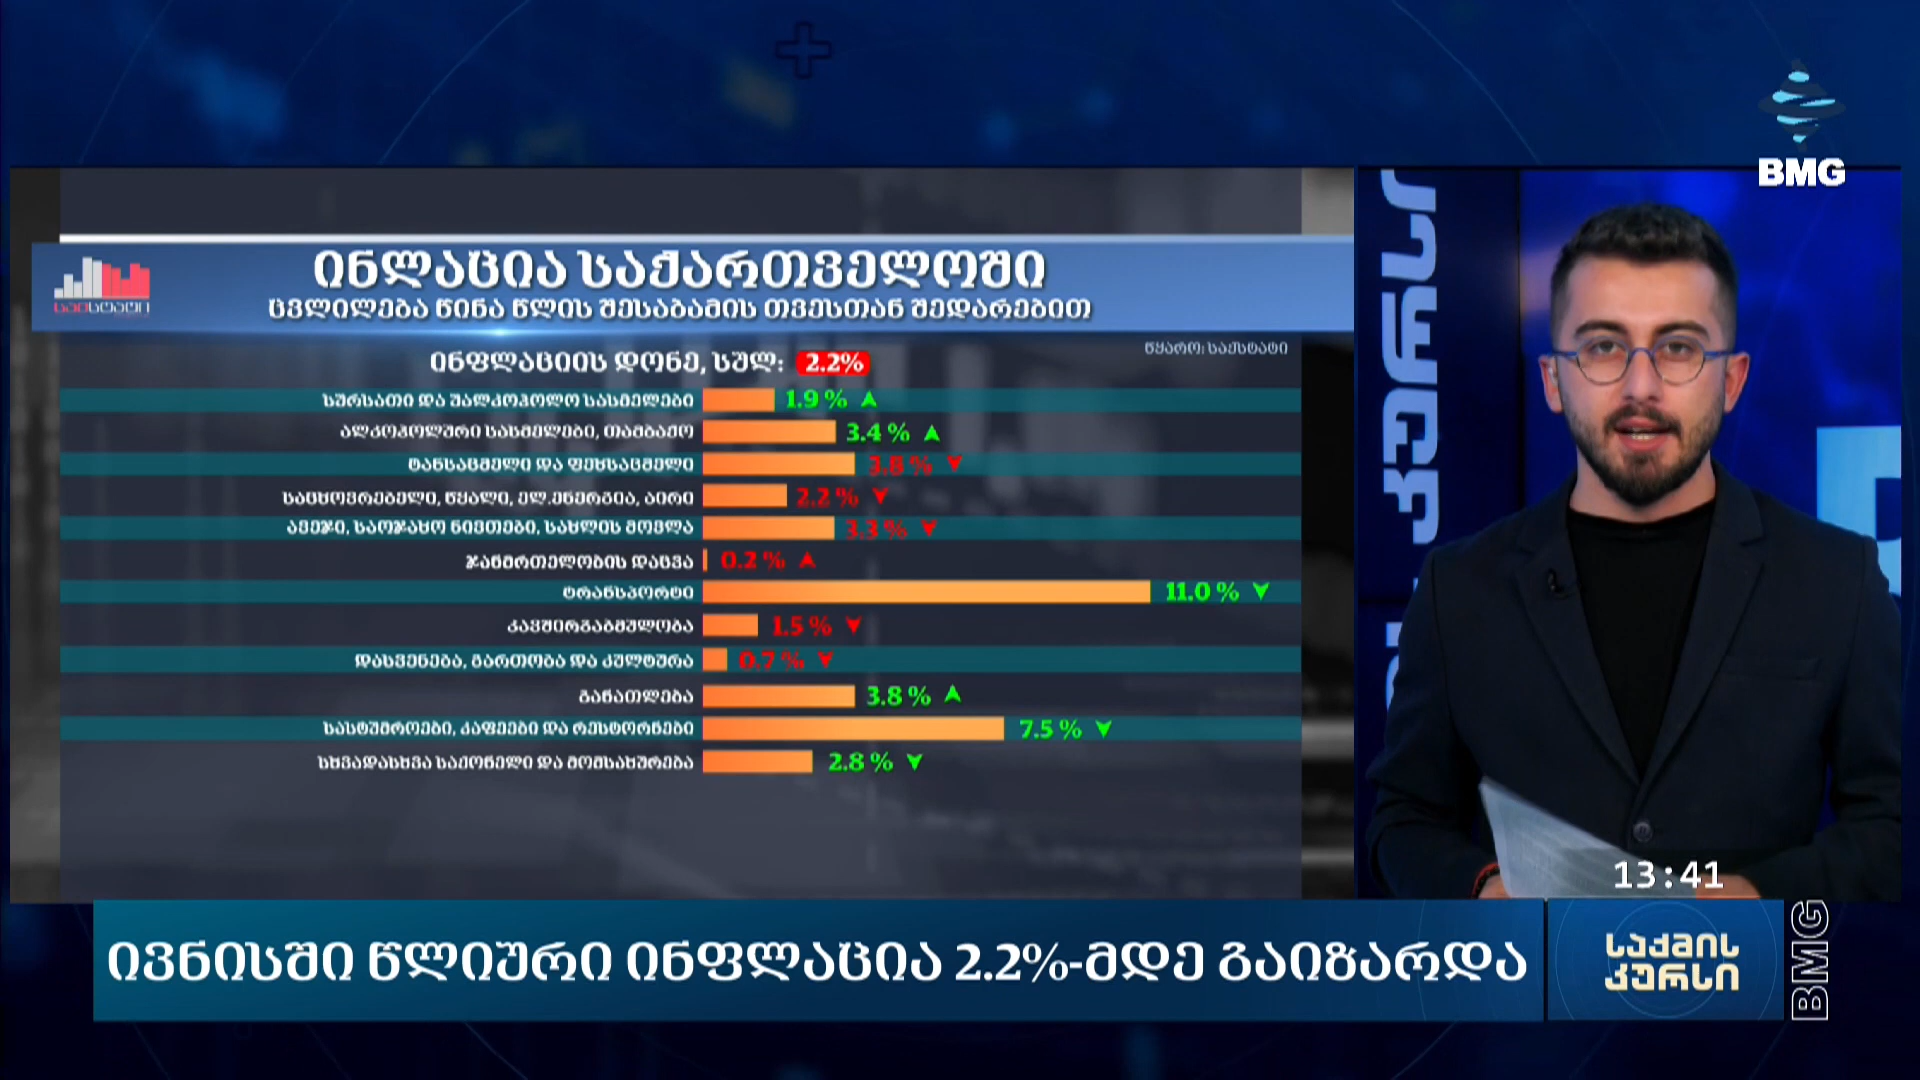 BMG
ინლაცია საქართველოში
ცვლილება წინა წლის შესაბამის თვესთან შედარებით
საქსტატი
წყარო: საქსტატი
ინფლაციის დონე, სულ: 2.2%
სურსათი და უალკოჰოლო სასმელები 1.9 %
ალკოჰოლური სასმელები, თამბაქო 3.4 %
ტანსაცმელი და ფეხსაცმელი 3.8 %
საცხოვრებელი, წყალი, ელ.ენერგია, აირი 2.2 %
ავეჯი, საოჯახო ნივთები, სახლის მოვლა 3.3 %
ჯანმრთელობის დაცვა 0.2 %
ტრანსპორტი 11.0 %
კავშირგაბმულობა 1.5 %
დასვენება, გართობა და კულტურა 0.7 %
განათლება 3.8 %
სასტუმროები, კაფეები და რესტორნები 7.5 %
სხვადასხვა საქონელი და მომსახურება 2.8 %
კურსი
13:41
ივნისში წლიური ინფლაცია 2.2%-მდე გაიზარდა
საქმის
კურსი
BMG